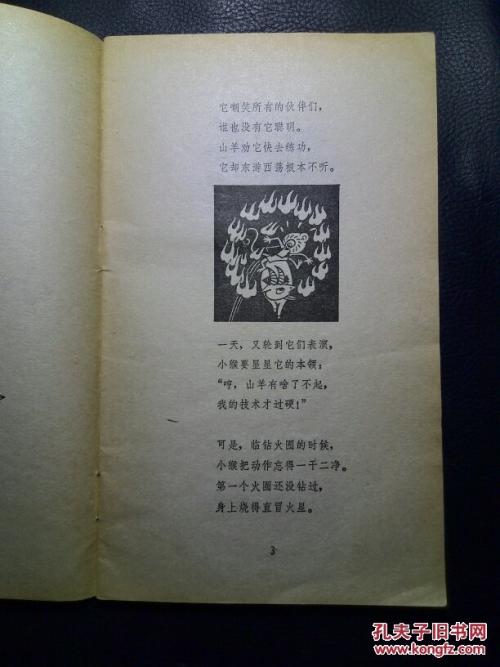 它嘲笑所有的伙伴们，
谁也没有它聪明。
山羊劝它快去练功，
它却东游西荡根本不听。
一天，又轮到它们表演，
小猴要显显它的本领：
“哼，山羊有啥了不起，
我的技术才过硬！”
可是，临钻火圈的时候，
小猴把动作忘得一干二净。
第一个火圈还没钻过，
身上烧得直冒火星。
3
孔夫子旧书网
www.kongfz.com